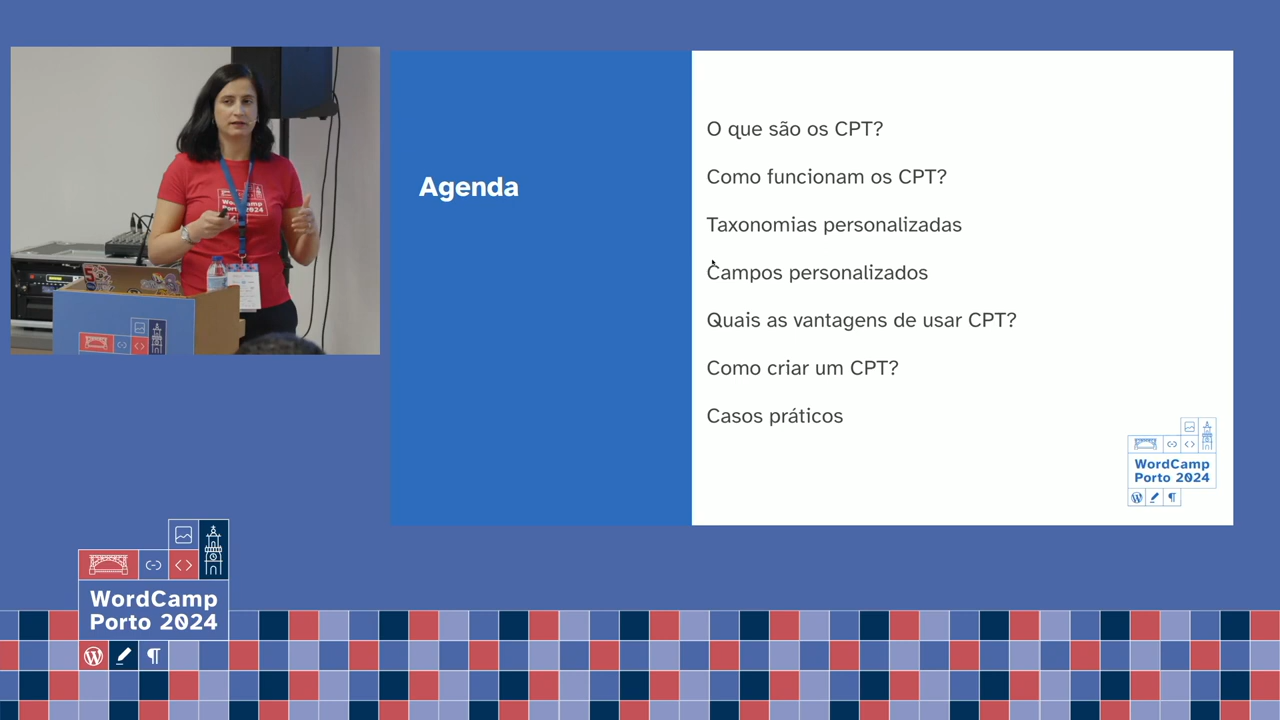 WordCamp
Porto 2024
Agenda
O que são os CPT?
Como funcionam os CPT?
Taxonomias personalizadas
Campos personalizados
Quais as vantagens de usar CPT?
Como criar um CPT?
Casos práticos
WordCamp
Porto 2024
WordCamp
Porto 2024